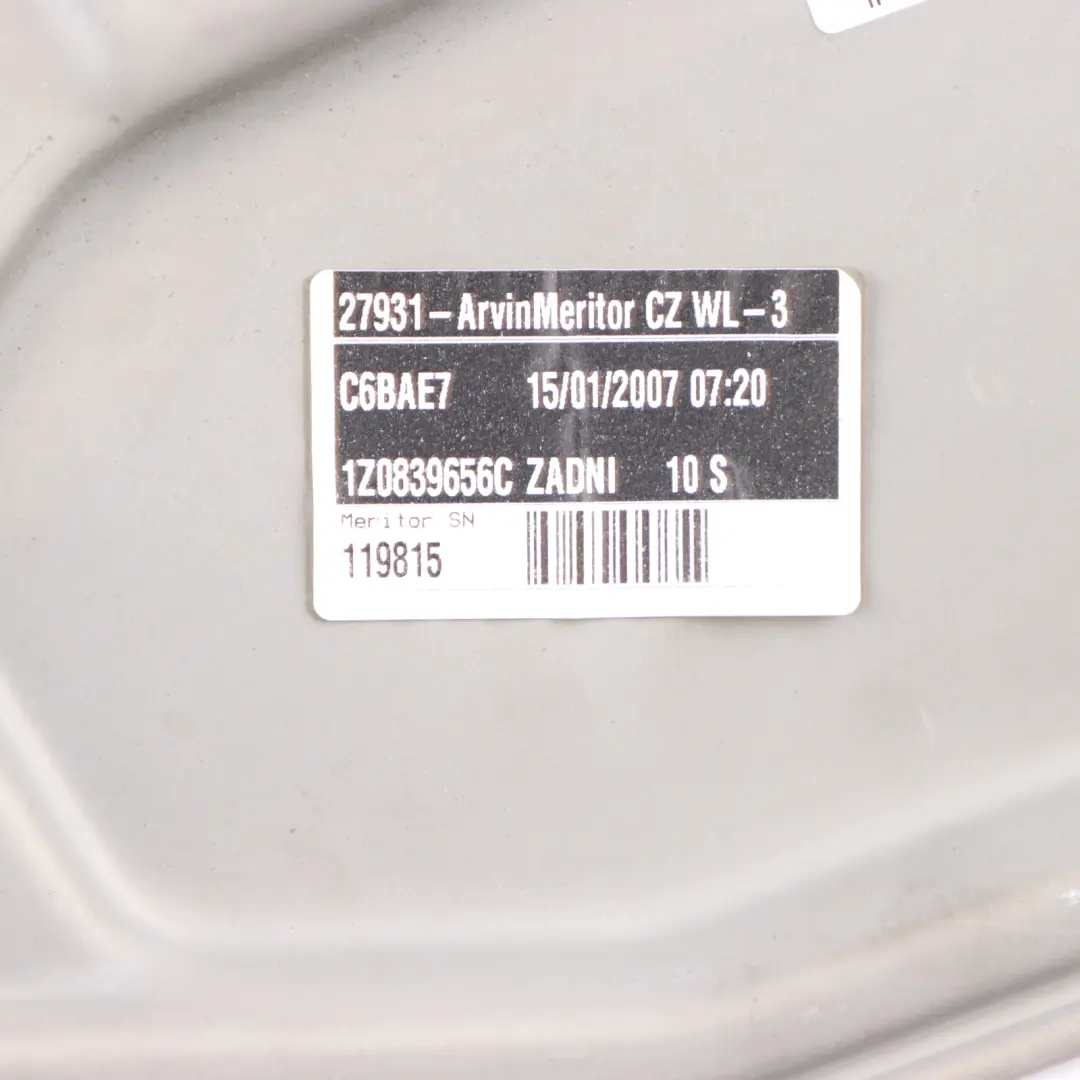 27931-ArvinMeritor CZ WL-3
C6BAE7 15/01/2007 07:20
1Z0839656C ZADNI 10 S
Meritor SN
119815